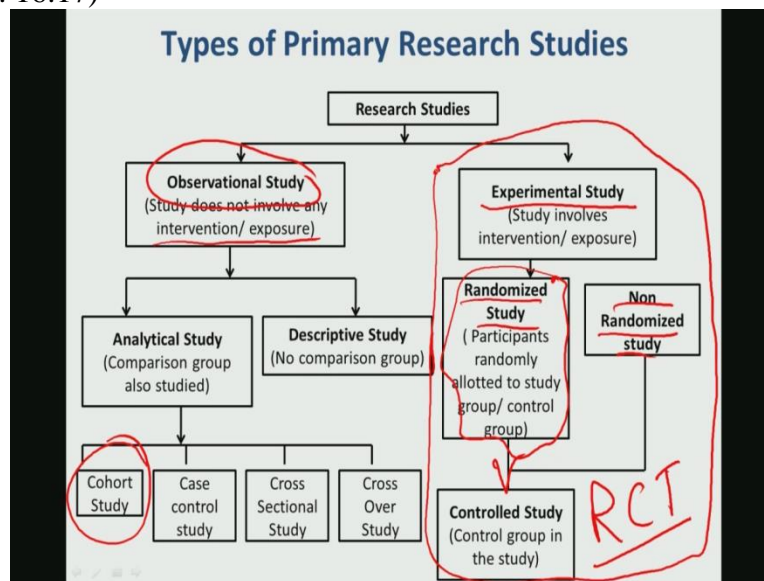 : 16:17)
Types of Primary Research Studies
Research Studies
Observational Study
(Study does not involve any
intervention/ exposure)
Experimental Study
(Study involves
intervention/ exposure)
Analytical Study
(Comparison group
also studied)
Descriptive Study
(No comparison group)
Randomized
Study
( Participants
randomly
allotted to study
group/ control
group)
Non
Randomized
study
Cohort
Study
Case
control
study
Cross
Sectional
Study
Cross
Over
Study
Controlled Study
(Control group in
the study)
RCT